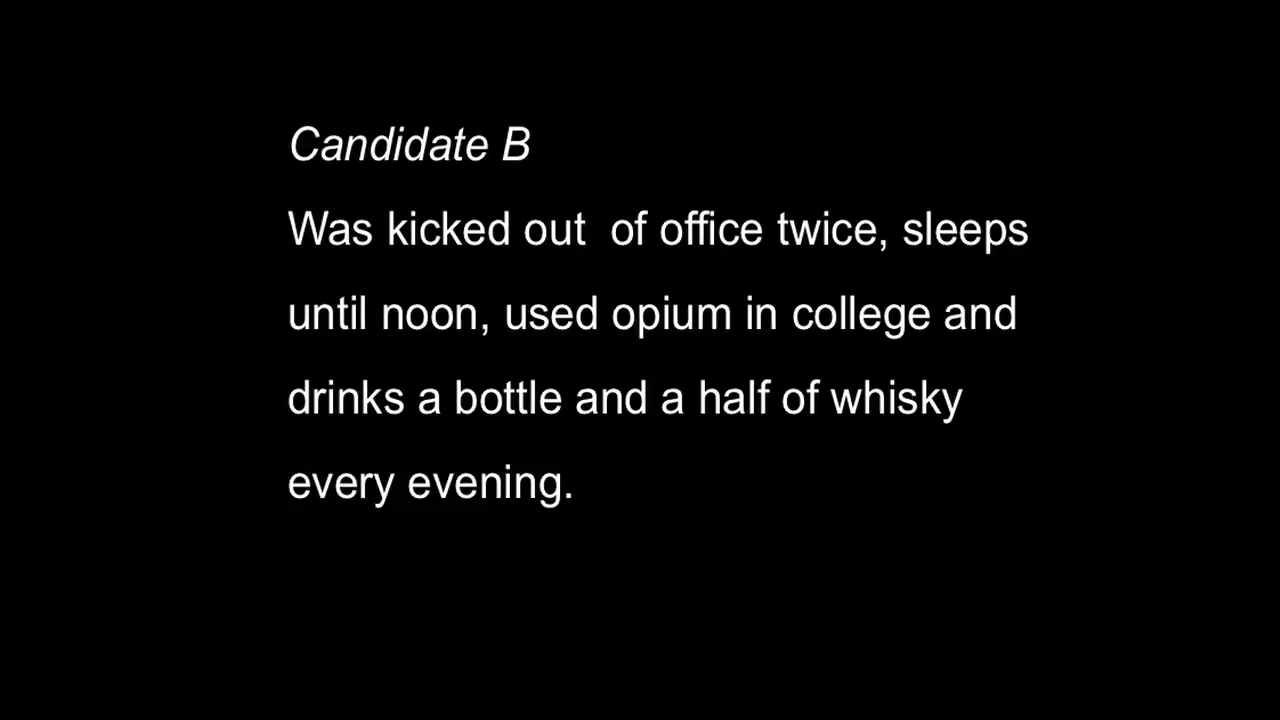 Candidate B
Was kicked out  of office twice, sleeps
until noon, used opium in college and
drinks a bottle and a half of whisky
every evening.